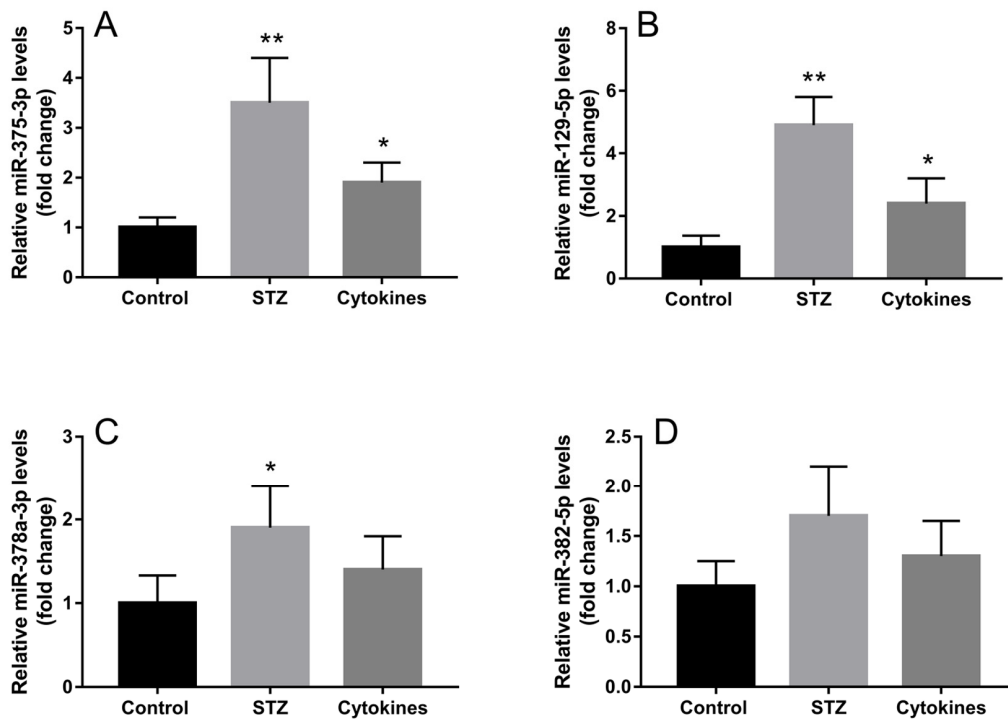 A
Relative miR-375-3p levels
(fold change)
5
4
3
2
1
0
**
*
Control STZ Cytokines
B
Relative miR-129-5p levels
(fold change)
8
6
4
2
0
**
*
Control STZ Cytokines
C
Relative miR-378a-3p levels
(fold change)
3
2
1
0
*
Control STZ Cytokines
D
Relative miR-382-5p levels
(fold change)
2.5
2.0
1.5
1.0
0.5
0.0
Control STZ Cytokines